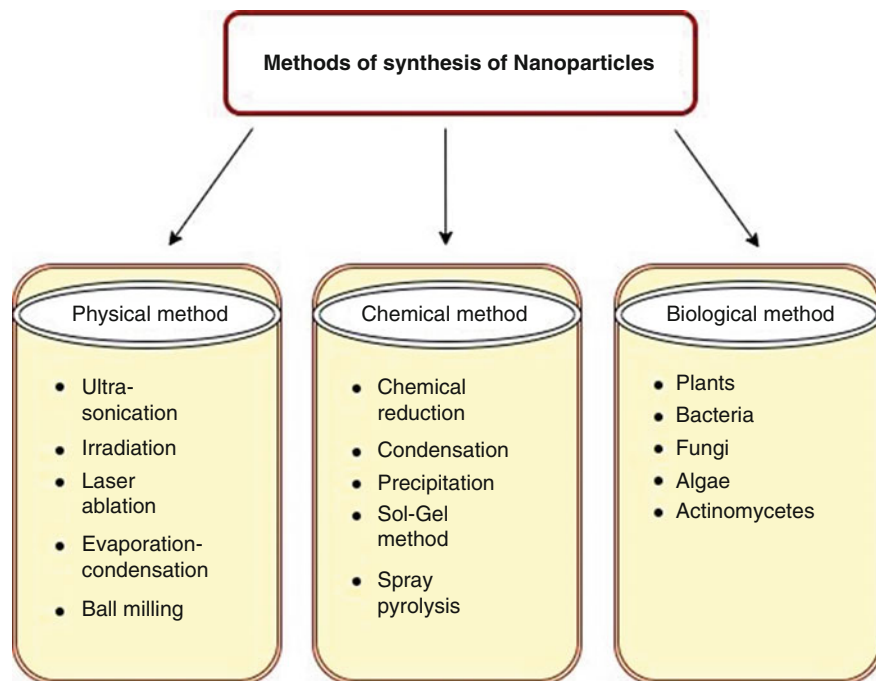 Methods of synthesis of Nanoparticles
Physical method
Ultra-
sonication
Irradiation
Laser
ablation
Evaporation-
condensation
Ball milling
Chemical method
Chemical
reduction
Condensation
Precipitation
Sol-Gel
method
Spray
pyrolysis
Biological method
Plants
Bacteria
Fungi
Algae
Actinomycetes